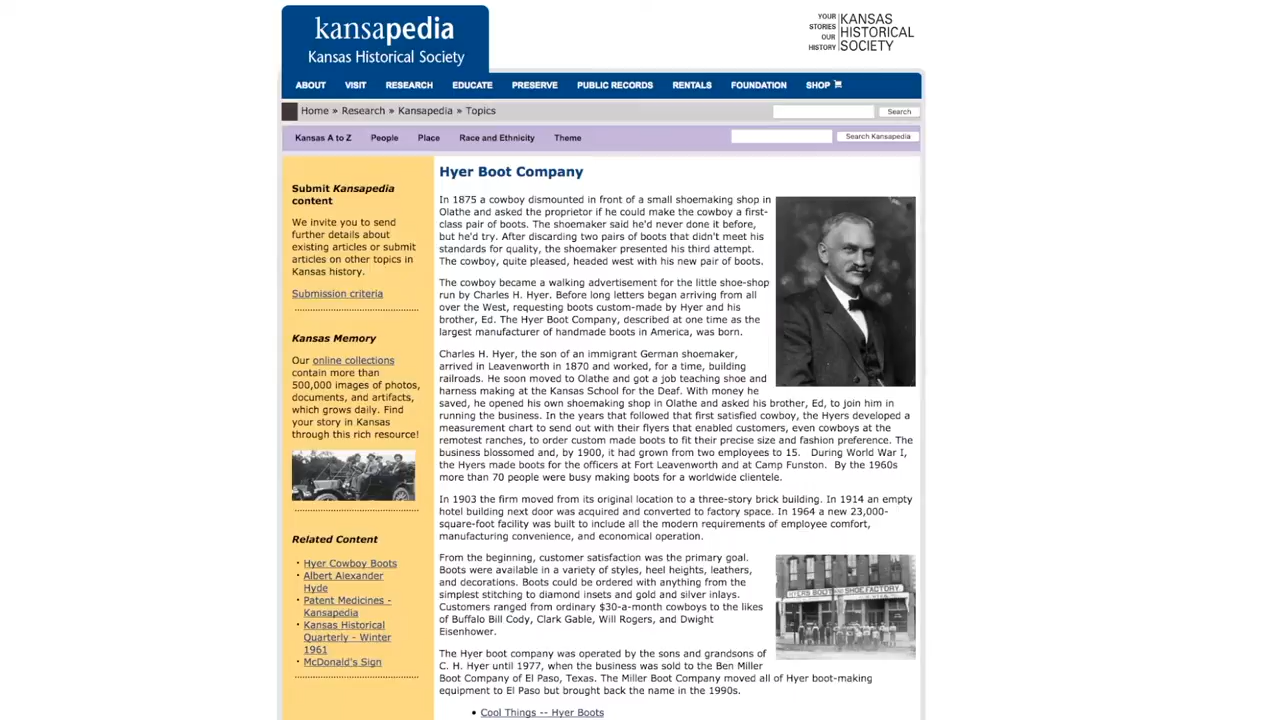 kansapedia
Kansas Historical Society
YOUR
STORIES
OUR
HISTORY
KANSAS
HISTORICAL
SOCIETY
ABOUT VISIT RESEARCH EDUCATE PRESERVE PUBLIC RECORDS RENTALS FOUNDATION SHOP
Home » Research » Kansapedia » Topics
Search
Kansas A to Z People Place Race and Ethnicity Theme
Search Kansapedia
Submit Kansapedia
content
We invite you to send
further details about
existing articles or submit
articles on other topics in
Kansas history.
Submission criteria
Kansas Memory
Our online collections
contain more than
500,000 images of photos,
documents, and artifacts,
which grows daily. Find
your story in Kansas
through this rich resource!
Related Content
• Hyer Cowboy Boots
• Albert Alexander
Hyde
• Patent Medicines -
Kansapedia
• Kansas Historical
Quarterly - Winter
1961
• McDonald's Sign
Hyer Boot Company
In 1875 a cowboy dismounted in front of a small shoemaking shop in
Olathe and asked the proprietor if he could make the cowboy a first-
class pair of boots. The shoemaker said he'd never done it before,
but he'd try. After discarding two pairs of boots that didn't meet his
standards for quality, the shoemaker presented his third attempt.
The cowboy, quite pleased, headed west with his new pair of boots.
The cowboy became a walking advertisement for the little shoe-shop
run by Charles H. Hyer. Before long letters began arriving from all
over the West, requesting boots custom-made by Hyer and his
brother, Ed. The Hyer Boot Company, described at one time as the
largest manufacturer of handmade boots in America, was born.
Charles H. Hyer, the son of an immigrant German shoemaker,
arrived in Leavenworth in 1870 and worked, for a time, building
railroads. He soon moved to Olathe and got a job teaching shoe and
harness making at the Kansas School for the Deaf. With money he
saved, he opened his own shoemaking shop in Olathe and asked his brother, Ed, to join him in
running the business. In the years that followed that first satisfied cowboy, the Hyers developed a
measurement chart to send out with their flyers that enabled customers, even cowboys at the
remotest ranches, to order custom made boots to fit their precise size and fashion preference. The
business blossomed and, by 1900, it had grown from two employees to 15. During World War I,
the Hyers made boots for the officers at Fort Leavenworth and at Camp Funston. By the 1960s
more than 70 people were busy making boots for a worldwide clientele.
In 1903 the firm moved from its original location to a three-story brick building. In 1914 an empty
hotel building next door was acquired and converted to factory space. In 1964 a new 23,000-
square-foot facility was built to include all the modern requirements of employee comfort,
manufacturing convenience, and economical operation.
From the beginning, customer satisfaction was the primary goal.
Boots were available in a variety of styles, heel heights, leathers,
and decorations. Boots could be ordered with anything from the
simplest stitching to diamond insets and gold and silver inlays.
Customers ranged from ordinary $30-a-month cowboys to the likes
of Buffalo Bill Cody, Clark Gable, Will Rogers, and Dwight
Eisenhower.
HYER'S BOOT AND SHOE FACTORY.
The Hyer boot company was operated by the sons and grandsons of
C. H. Hyer until 1977, when the business was sold to the Ben Miller
Boot Company of El Paso, Texas. The Miller Boot Company moved all of Hyer boot-making
equipment to El Paso but brought back the name in the 1990s.
• Cool Things -- Hyer Boots